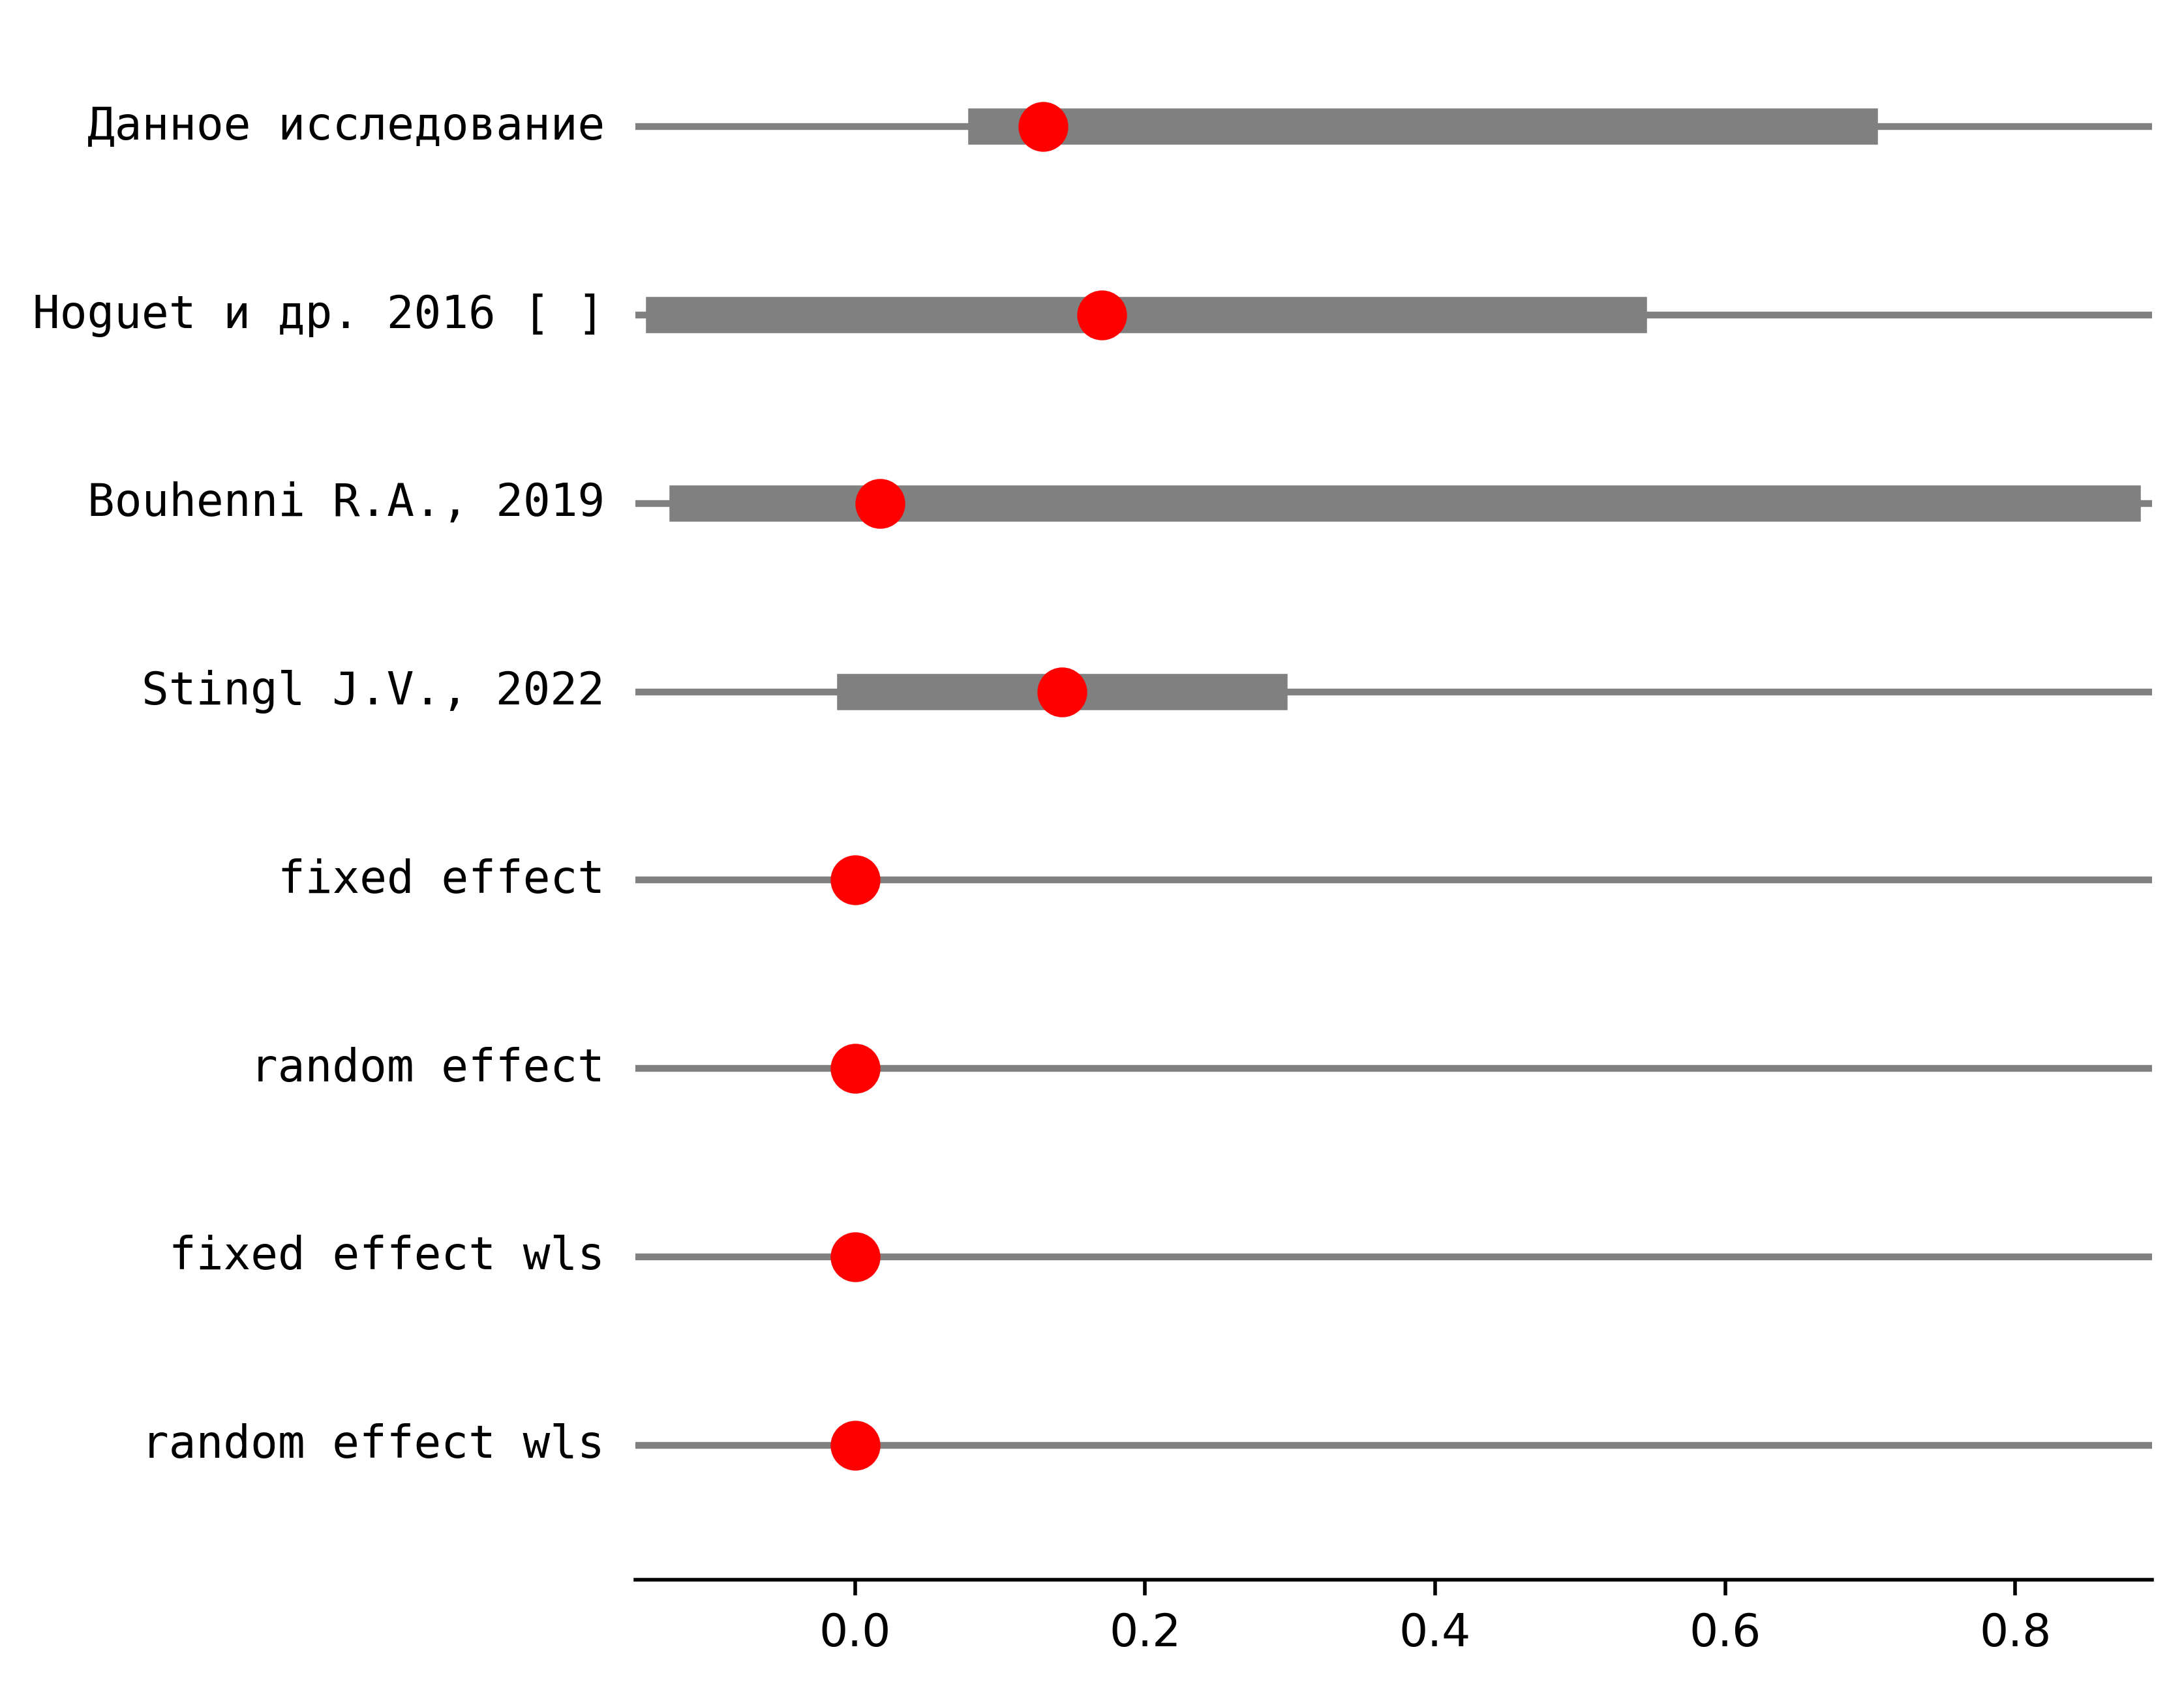 Данное исследование
Hoguet и др. 2016 [ ]
Bouhenni R.A., 2019
Stingl J.V., 2022
fixed effect
random effect
fixed effect wls
random effect wls
0.0 0.2 0.4 0.6 0.8